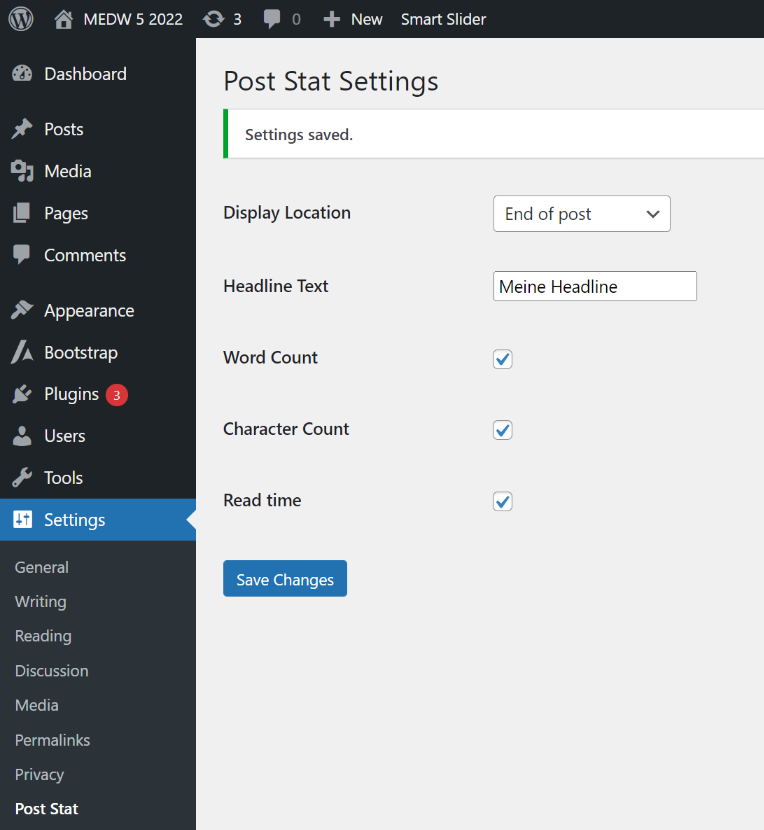 MEDW 5 2022 3 0 New Smart Slider
Dashboard
Posts
Media
Pages
Comments
Appearance
Bootstrap
Plugins 3
Users
Tools
Settings
General
Writing
Reading
Discussion
Media
Permalinks
Privacy
Post Stat
Post Stat Settings
Settings saved.
Display Location End of post
Headline Text Meine Headline
Word Count
Character Count
Read time
Save Changes